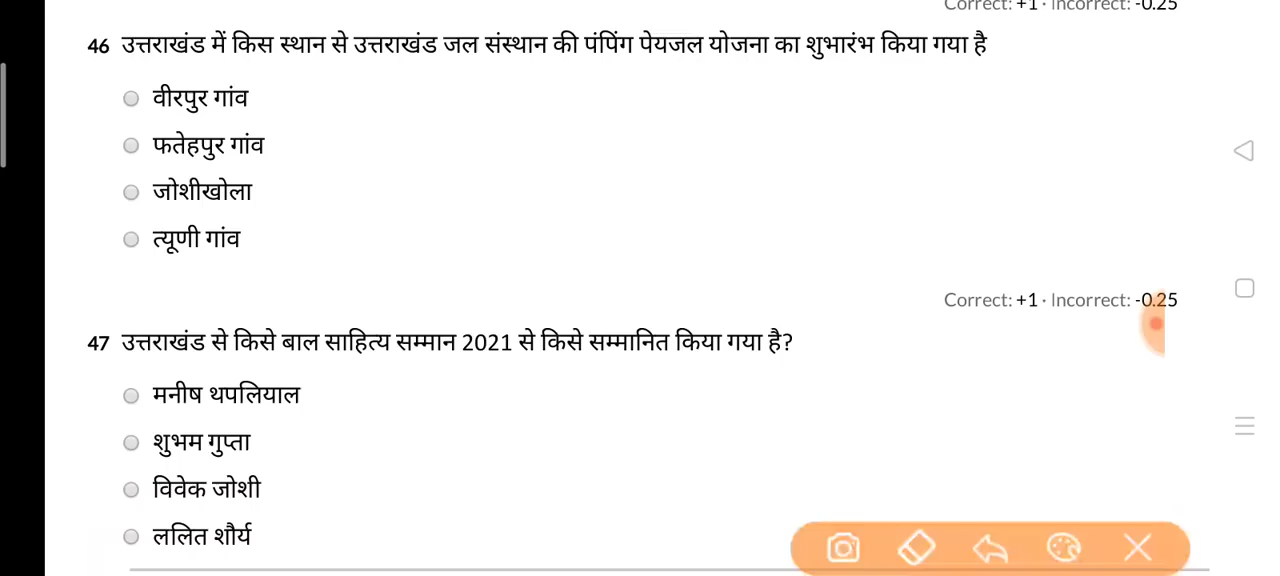 Correct: +1 · Incorrect: -0.25
46 उत्तराखंड में किस स्थान से उत्तराखंड जल संस्थान की पंपिंग पेयजल योजना का शुभारंभ किया गया है
वीरपुर गांव
फतेहपुर गांव
जोशीखोला
त्यूणी गांव
Correct: +1 · Incorrect: -0.25
47 उत्तराखंड से किसे बाल साहित्य सम्मान 2021 से किसे सम्मानित किया गया है?
मनीष थपलियाल
शुभम गुप्ता
विवेक जोशी
ललित शौर्य